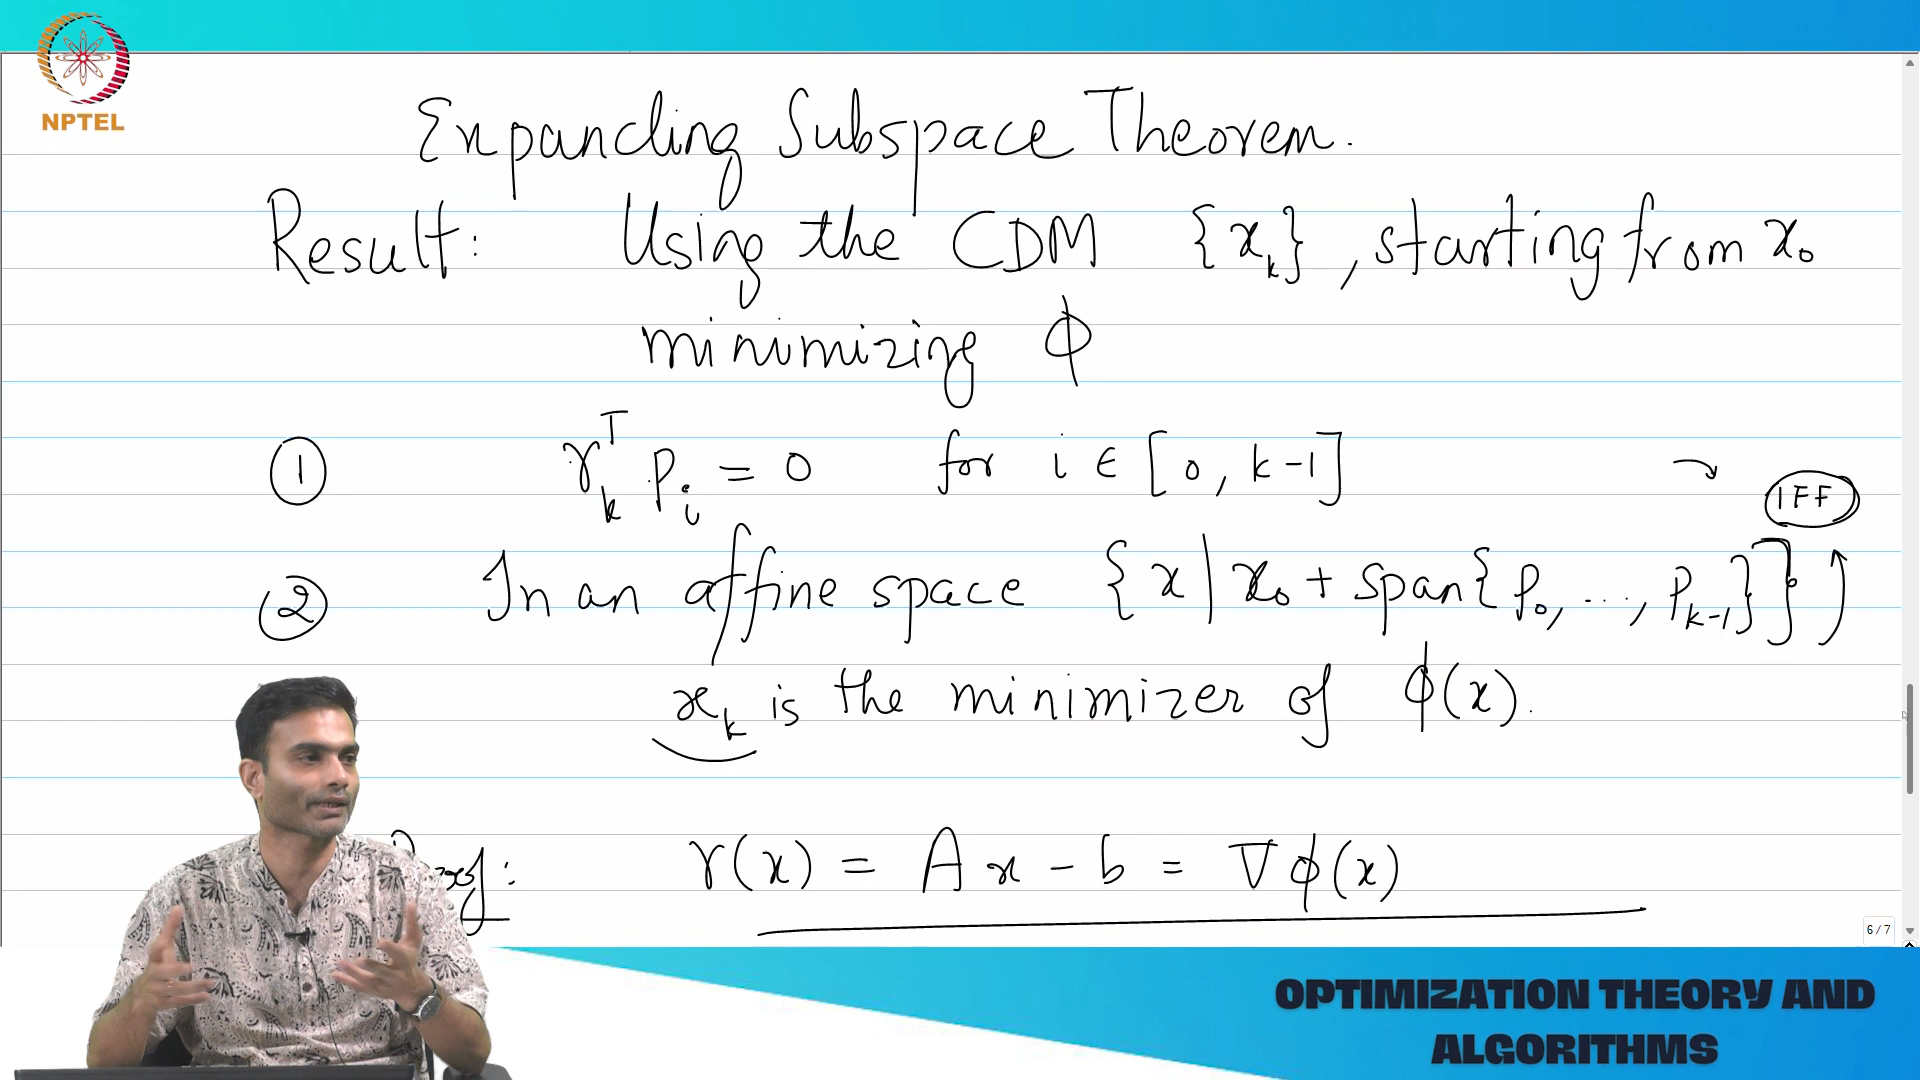 NPTEL
Expanding Subspace Theorem.
Result: Using the CDM {x_k}, starting from x_0
minimizing ϕ
① r_k^T p_i = 0 for i ∈ [0, k-1]
IFF
② In an affine space {x | x_0 + span{p_0, ..., p_{k-1}}}
x_k is the minimizer of ϕ(x).
r(x) = Ax - b = ∇ϕ(x)
6 / 7
OPTIMIZATION THEORY AND
ALGORITHMS